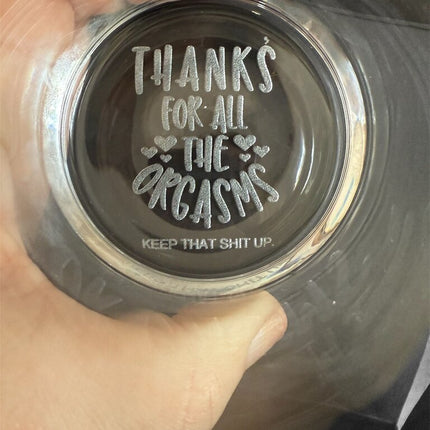 THANKS
FOR ALL
THE
ORGASMS
KEEP THAT SHIT UP.